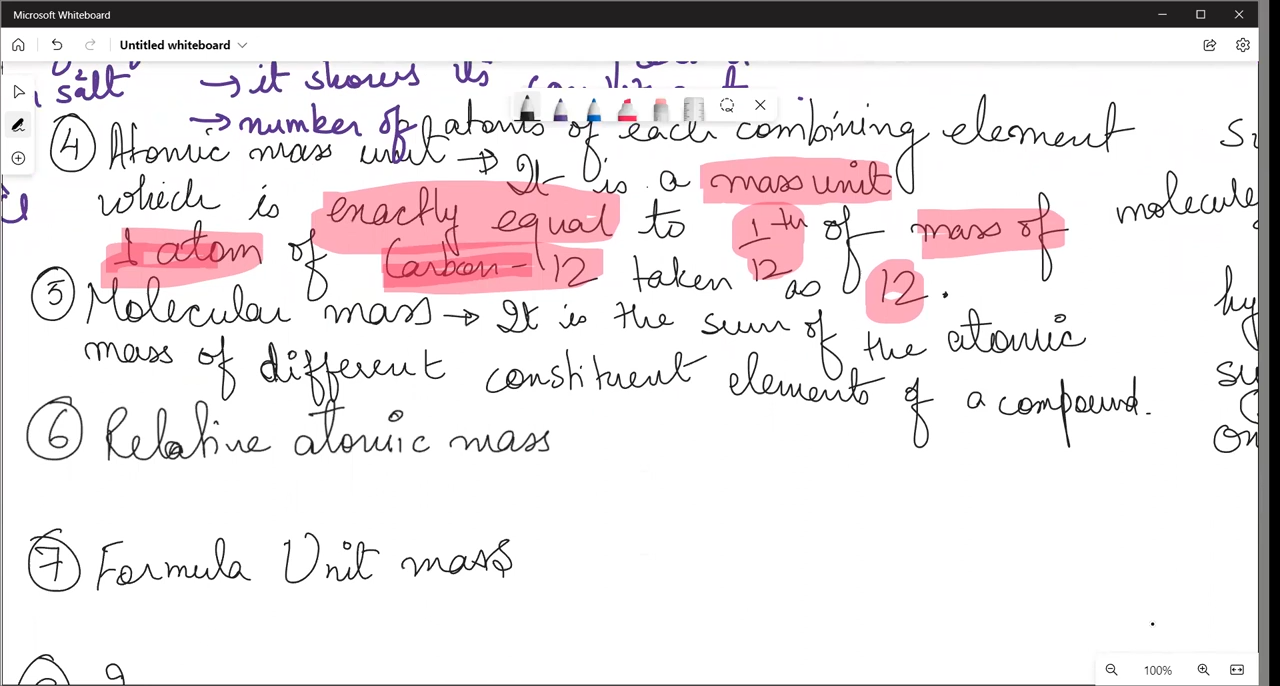 Microsoft Whiteboard
Untitled whiteboard
salt → it shows its
→ number of atoms of each combining element
④ Atomic mass unit → It is a mass unit
which is exactly equal to 1/12 th of mass of
1 atom of Carbon-12 taken as 12.
molecule
⑤ Molecular mass → It is the sum of the atomic
mass of different constituent elements of a compound.
⑥ Relative atomic mass
⑦ Formula Unit mass
100%